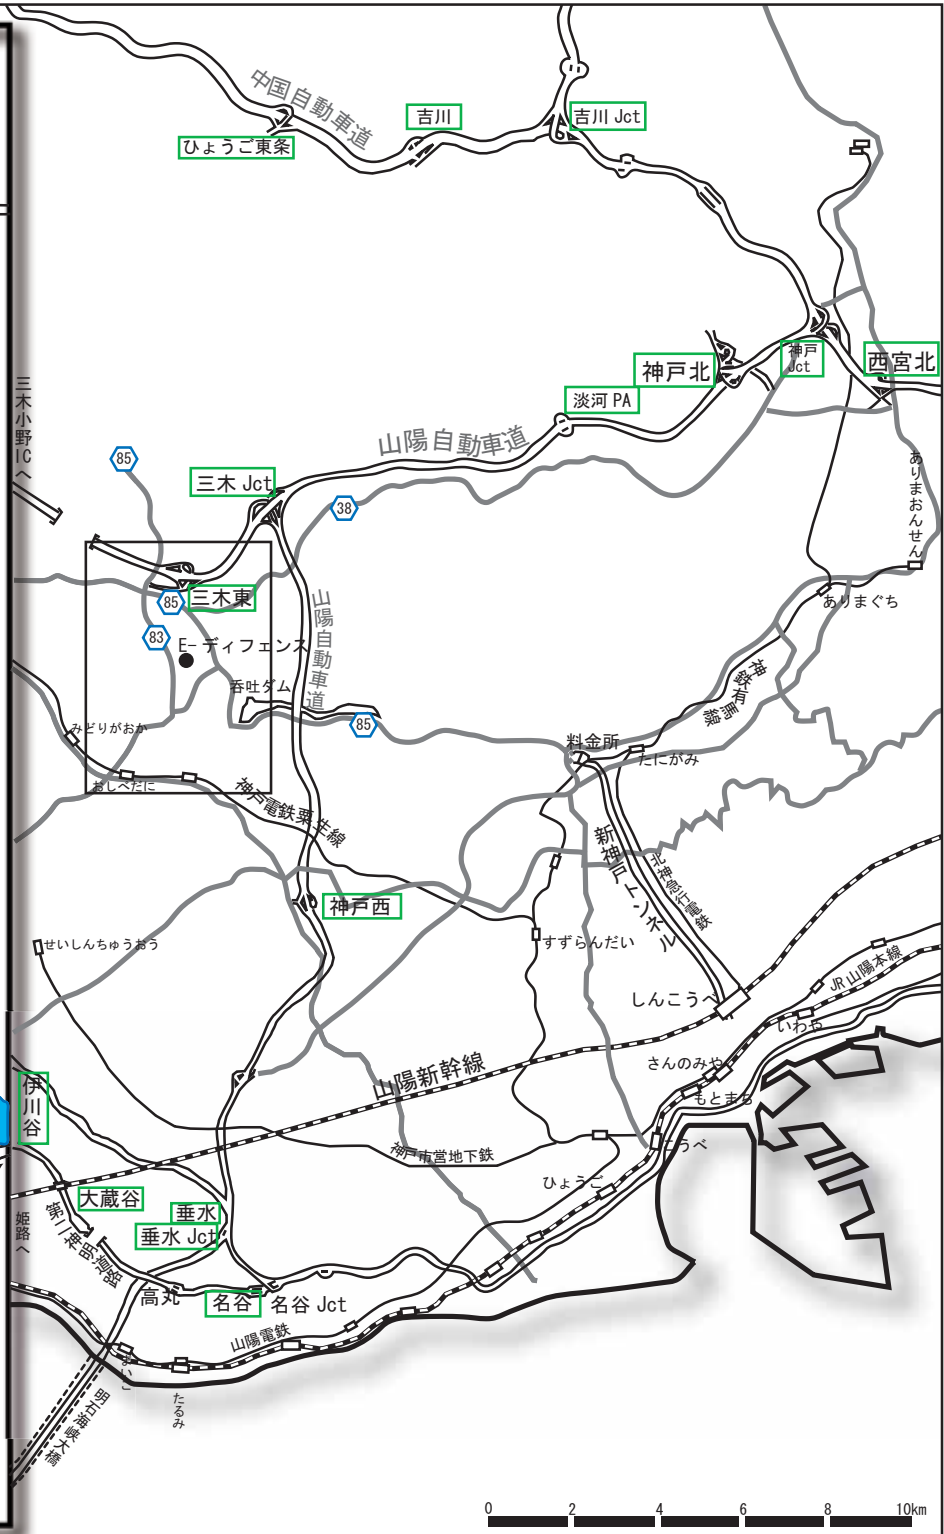 中国自動車道
吉川
吉川 Jct
ひょうご東条
三木小野ICへ
神戸北
神戸
Jct
西宮北
淡河 PA
山陽自動車道
85
三木 Jct
38
ありまおんせん
三木東
85
83
E-ディフェンス
山陽自動車道
ありまぐち
呑吐ダム
神鉄有馬線
85
みどりがおか
料金所
たにがみ
おしべだに
神戸電鉄粟生線
新神戸トンネル
北神急行電鉄
神戸西
すずらんだい
せいしんちゅうおう
JR山陽本線
しんこうべ
いわや
さんのみや
山陽新幹線
もとまち
伊川谷
こうべ
神戸市営地下鉄
ひょうご
大蔵谷
垂水
垂水 Jct
姫路へ
第二神明道路
高丸
名谷
名谷 Jct
山陽電鉄
たるみ
明石海峡大橋
0 2 4 6 8 10km